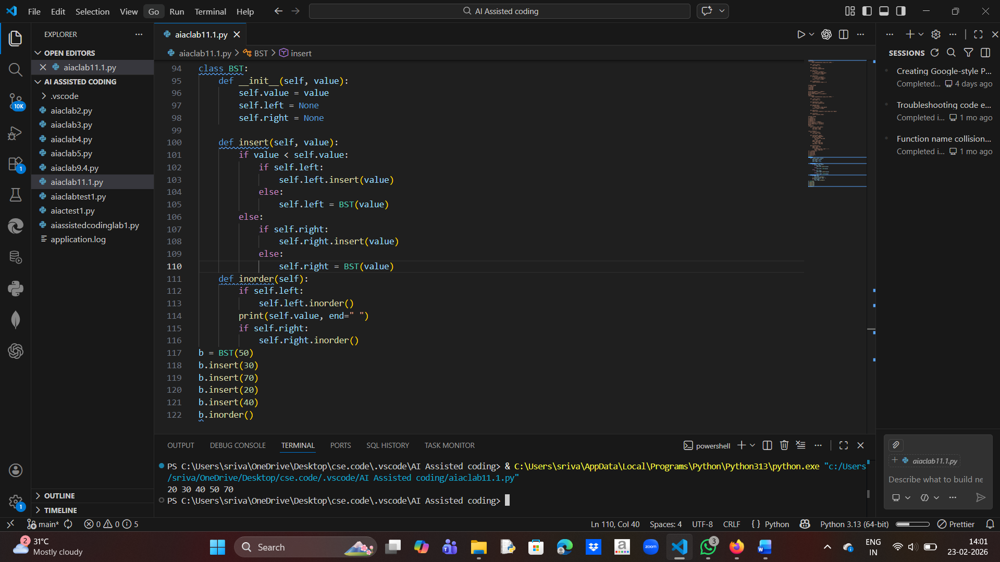 File Edit Selection View Go Run Terminal Help
AI Assisted coding
EXPLORER
OPEN EDITORS
aiaclab11.1.py
AI ASSISTED CODING
.vscode
aiaclab2.py
aiaclab3.py
aiaclab4.py
aiaclab5.py
aiaclab9.4.py
aiaclab11.1.py
aiaclabtest1.py
aiactest1.py
aiassistedcodinglab1.py
application.log
OUTLINE
TIMELINE
10K
1
1
aiaclab11.1.py
aiaclab11.1.py > BST > insert
94 class BST:
95     def __init__(self, value):
96         self.value = value
97         self.left = None
98         self.right = None
99
100     def insert(self, value):
101         if value < self.value:
102             if self.left:
103                 self.left.insert(value)
104             else:
105                 self.left = BST(value)
106         else:
107             if self.right:
108                 self.right.insert(value)
109             else:
110                 self.right = BST(value)
111     def inorder(self):
112         if self.left:
113             self.left.inorder()
114         print(self.value, end=" ")
115         if self.right:
116             self.right.inorder()
117 b = BST(50)
118 b.insert(30)
119 b.insert(70)
120 b.insert(20)
121 b.insert(40)
122 b.inorder()
OUTPUT DEBUG CONSOLE TERMINAL PORTS SQL HISTORY TASK MONITOR
powershell
PS C:\Users\sriva\OneDrive\Desktop\cse.code\.vscode\AI Assisted coding> & C:\Users\sriva\AppData\Local\Programs\Python\Python313\python.exe "c:/Users
/sriva/OneDrive/Desktop/cse.code/.vscode/AI Assisted coding/aiaclab11.1.py"
20 30 40 50 70
PS C:\Users\sriva\OneDrive\Desktop\cse.code\.vscode\AI Assisted coding>
SESSIONS
Creating Google-style P...
Completed... 4 days ago
Troubleshooting code e...
Completed i... 1 mo ago
Function name collision...
Completed i... 1 mo ago
aiaclab11.1.py
Describe what to build ne
main* 0 0 5
Ln 110, Col 40 Spaces: 4 UTF-8 CRLF {} Python Python 3.13 (64-bit) Prettier
2
31°C
Mostly cloudy
Search
a
zoom
3
W
ENG
IN
14:01
23-02-2026